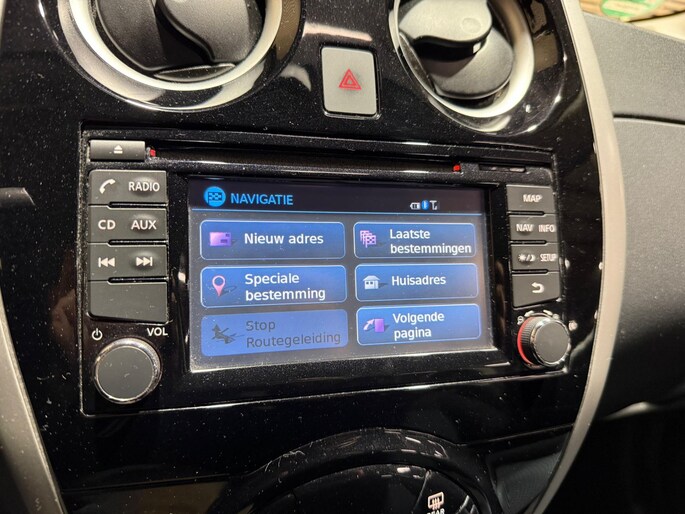 RADIO
CD AUX
VOL
NAVIGATIE
Nieuw adres
Laatste
bestemmingen
Speciale
bestemming
Huisadres
Stop
Routegeleiding
Volgende
pagina
MAP
NAV INFO
SETUP
REAR